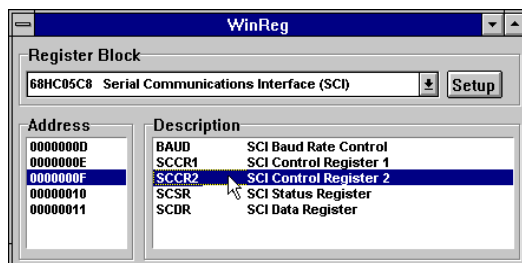 WinReg
Register Block
68HC05C8 Serial Communications Interface (SCI)
Setup
Address Description
0000000D BAUD SCI Baud Rate Control
0000000E SCCR1 SCI Control Register 1
0000000F SCCR2 SCI Control Register 2
00000010 SCSR SCI Status Register
00000011 SCDR SCI Data Register